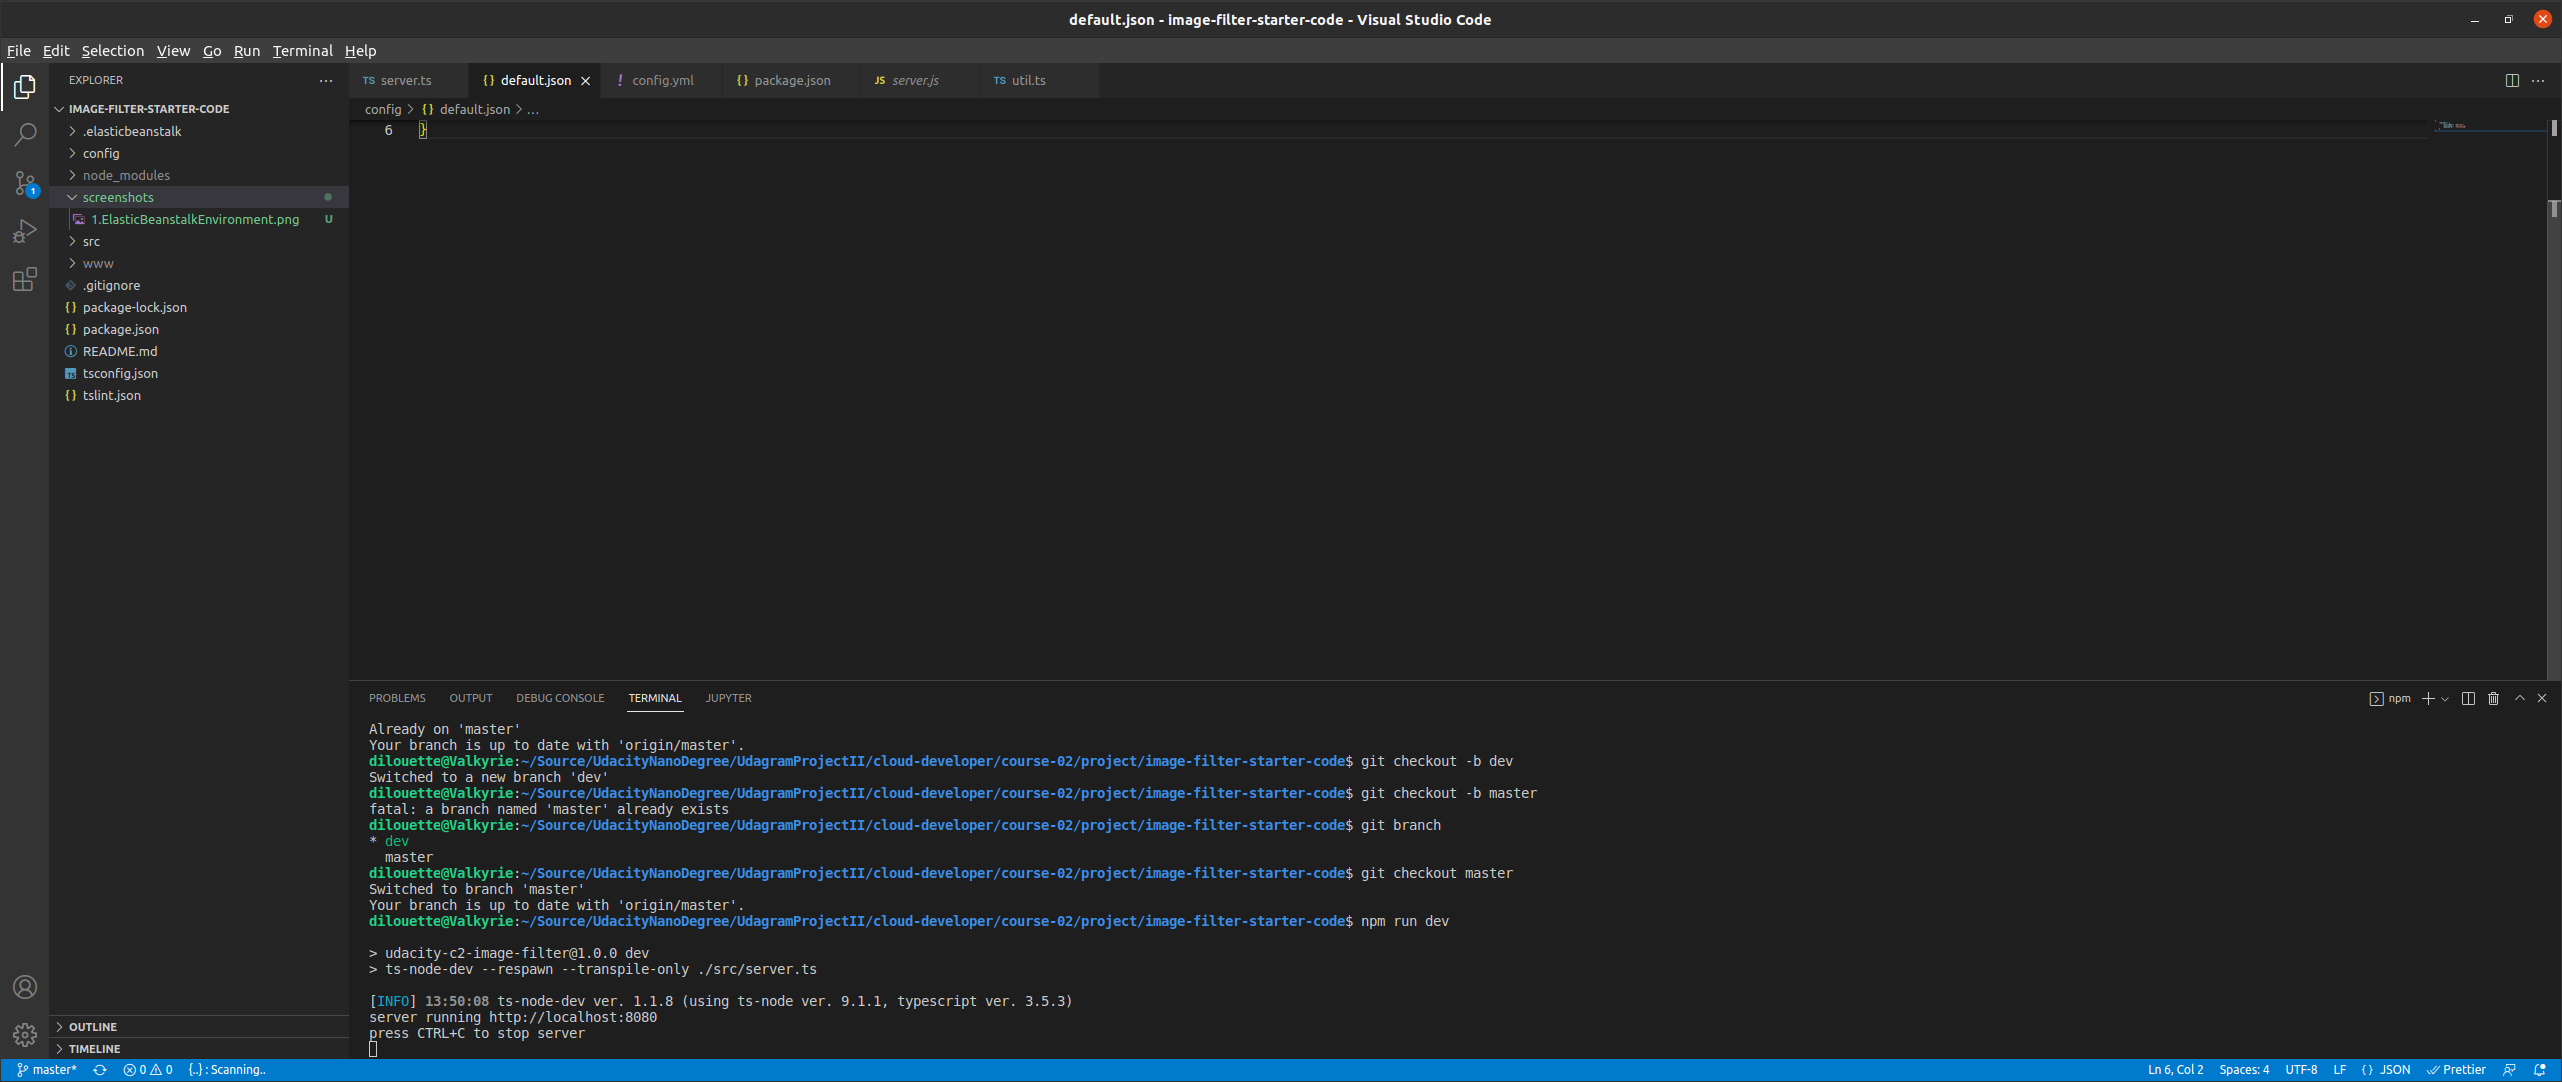 default.json - image-filter-starter-code - Visual Studio Code
File Edit Selection View Go Run Terminal Help
EXPLORER
IMAGE-FILTER-STARTER-CODE
.elasticbeanstalk
config
node_modules
screenshots
1.ElasticBeanstalkEnvironment.png U
src
www
.gitignore
package-lock.json
package.json
README.md
tsconfig.json
tslint.json
OUTLINE
TIMELINE
TS server.ts {} default.json ! config.yml {} package.json JS server.js TS util.ts
config > {} default.json > ...
6 }
PROBLEMS OUTPUT DEBUG CONSOLE TERMINAL JUPYTER npm
Already on 'master'
Your branch is up to date with 'origin/master'.
dilouette@Valkyrie:~/Source/UdacityNanoDegree/UdagramProjectII/cloud-developer/course-02/project/image-filter-starter-code$ git checkout -b dev
Switched to a new branch 'dev'
dilouette@Valkyrie:~/Source/UdacityNanoDegree/UdagramProjectII/cloud-developer/course-02/project/image-filter-starter-code$ git checkout -b master
fatal: a branch named 'master' already exists
dilouette@Valkyrie:~/Source/UdacityNanoDegree/UdagramProjectII/cloud-developer/course-02/project/image-filter-starter-code$ git branch
* dev
master
dilouette@Valkyrie:~/Source/UdacityNanoDegree/UdagramProjectII/cloud-developer/course-02/project/image-filter-starter-code$ git checkout master
Switched to branch 'master'
Your branch is up to date with 'origin/master'.
dilouette@Valkyrie:~/Source/UdacityNanoDegree/UdagramProjectII/cloud-developer/course-02/project/image-filter-starter-code$ npm run dev
> udacity-c2-image-filter@1.0.0 dev
> ts-node-dev --respawn --transpile-only ./src/server.ts
[INFO] 13:50:08 ts-node-dev ver. 1.1.8 (using ts-node ver. 9.1.1, typescript ver. 3.5.3)
server running http://localhost:8080
press CTRL+C to stop server
master* 0 0 {..} : Scanning.. Ln 6, Col 2 Spaces: 4 UTF-8 LF {} JSON Prettier